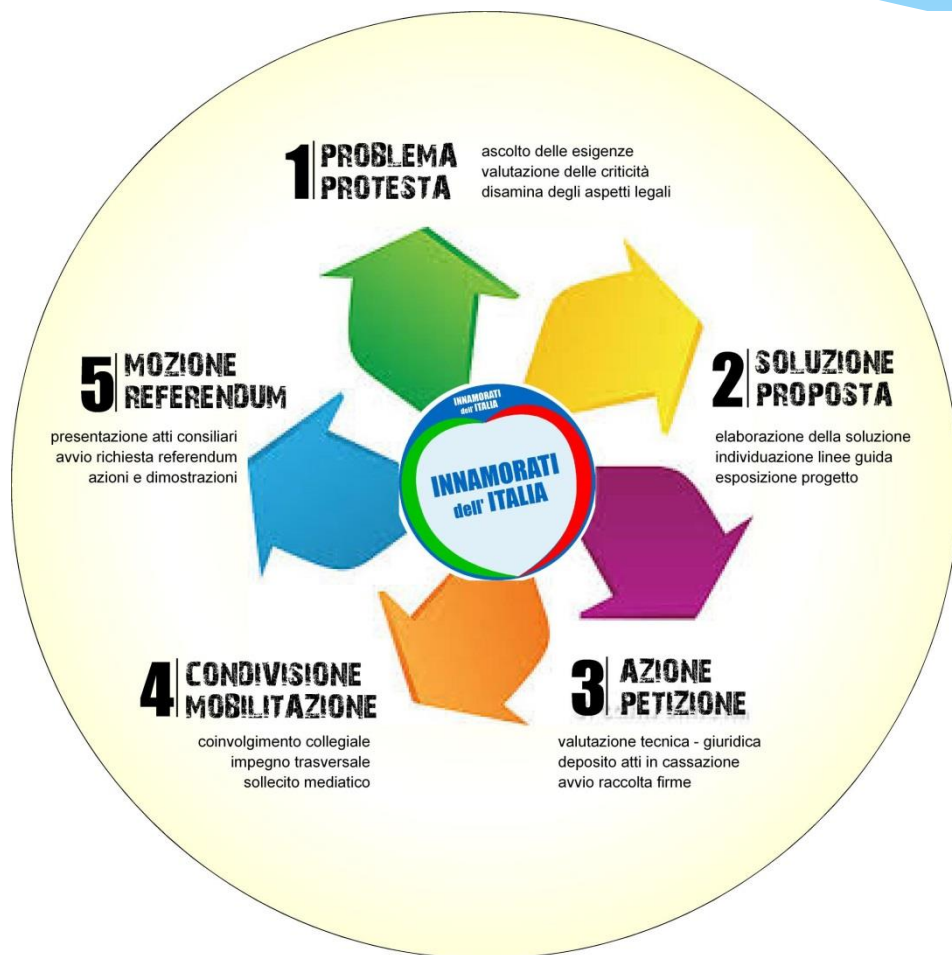 1 PROBLEMA
PROTESTA
ascolto delle esigenze
valutazione delle criticità
disamina degli aspetti legali
2 SOLUZIONE
PROPOSTA
elaborazione della soluzione
individuazione linee guida
esposizione progetto
3 AZIONE
PETIZIONE
valutazione tecnica - giuridica
deposito atti in cassazione
avvio raccolta firme
4 CONDIVISIONE
MOBILITAZIONE
coinvolgimento collegiale
impegno trasversale
sollecito mediatico
5 MOZIONE
REFERENDUM
presentazione atti consiliari
avvio richiesta referendum
azioni e dimostrazioni
INNAMORATI
dell' ITALIA
INNAMORATI
dell' ITALIA